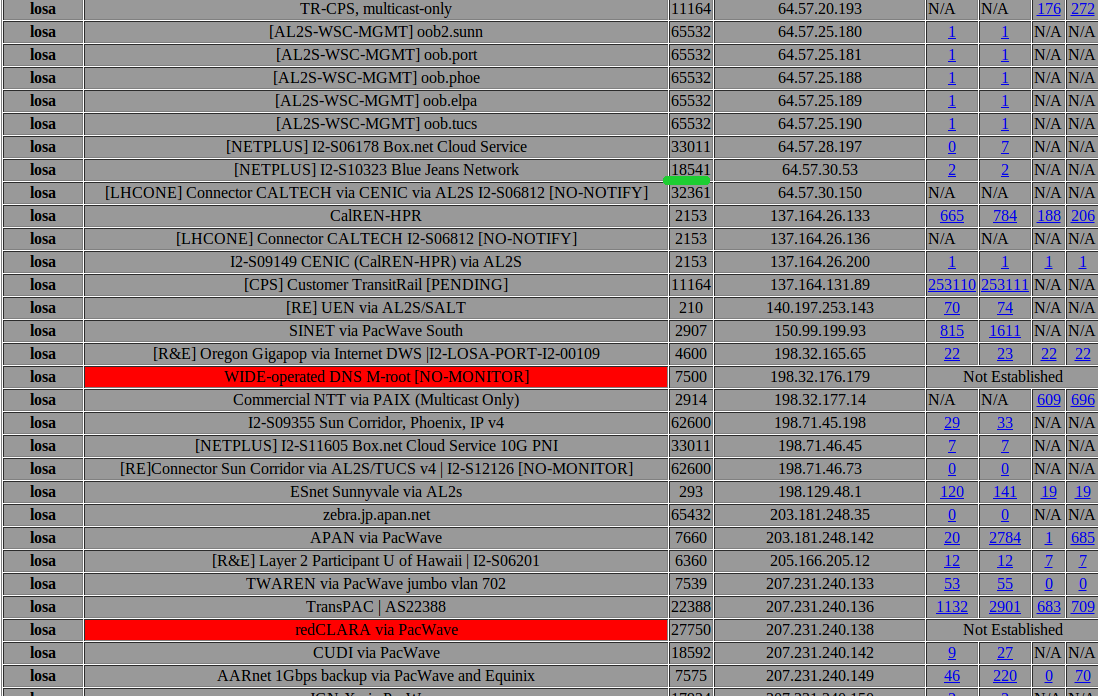 losa TR-CPS, multicast-only 11164 64.57.20.193 N/A N/A 176 272
losa [AL2S-WSC-MGMT] oob2.sunn 65532 64.57.25.180 1 1 N/A N/A
losa [AL2S-WSC-MGMT] oob.port 65532 64.57.25.181 1 1 N/A N/A
losa [AL2S-WSC-MGMT] oob.phoe 65532 64.57.25.188 1 1 N/A N/A
losa [AL2S-WSC-MGMT] oob.elpa 65532 64.57.25.189 1 1 N/A N/A
losa [AL2S-WSC-MGMT] oob.tucs 65532 64.57.25.190 1 1 N/A N/A
losa [NETPLUS] I2-S06178 Box.net Cloud Service 33011 64.57.28.197 0 7 N/A N/A
losa [NETPLUS] I2-S10323 Blue Jeans Network 18541 64.57.30.53 2 2 N/A N/A
losa [LHCONE] Connector CALTECH via CENIC via AL2S I2-S06812 [NO-NOTIFY] 32361 64.57.30.150 N/A N/A N/A N/A
losa CalREN-HPR 2153 137.164.26.133 665 784 188 206
losa [LHCONE] Connector CALTECH I2-S06812 [NO-NOTIFY] 2153 137.164.26.136 N/A N/A N/A N/A
losa I2-S09149 CENIC (CalREN-HPR) via AL2S 2153 137.164.26.200 1 1 1 1
losa [CPS] Customer TransitRail [PENDING] 11164 137.164.131.89 253110 253111 N/A N/A
losa [RE] UEN via AL2S/SALT 210 140.197.253.143 70 74 N/A N/A
losa SINET via PacWave South 2907 150.99.199.93 815 1611 N/A N/A
losa [R&E] Oregon Gigapop via Internet DWS |I2-LOSA-PORT-I2-00109 4600 198.32.165.65 22 23 22 22
losa WIDE-operated DNS M-root [NO-MONITOR] 7500 198.32.176.179 Not Established
losa Commercial NTT via PAIX (Multicast Only) 2914 198.32.177.14 N/A N/A 609 696
losa I2-S09355 Sun Corridor, Phoenix, IP v4 62600 198.71.45.198 29 33 N/A N/A
losa [NETPLUS] I2-S11605 Box.net Cloud Service 10G PNI 33011 198.71.46.45 7 7 N/A N/A
losa [RE]Connector Sun Corridor via AL2S/TUCS v4 | I2-S12126 [NO-MONITOR] 62600 198.71.46.73 0 0 N/A N/A
losa ESnet Sunnyvale via AL2s 293 198.129.48.1 120 141 19 19
losa zebra.jp.apan.net 65432 203.181.248.35 0 0 N/A N/A
losa APAN via PacWave 7660 203.181.248.142 20 2784 1 685
losa [R&E] Layer 2 Participant U of Hawaii | I2-S06201 6360 205.166.205.12 12 12 7 7
losa TWAREN via PacWave jumbo vlan 702 7539 207.231.240.133 53 55 0 0
losa TransPAC | AS22388 22388 207.231.240.136 1132 2901 683 709
losa redCLARA via PacWave 27750 207.231.240.138 Not Established
losa CUDI via PacWave 18592 207.231.240.142 9 27 N/A N/A
losa AARnet 1Gbps backup via PacWave and Equinix 7575 207.231.240.149 46 220 0 70